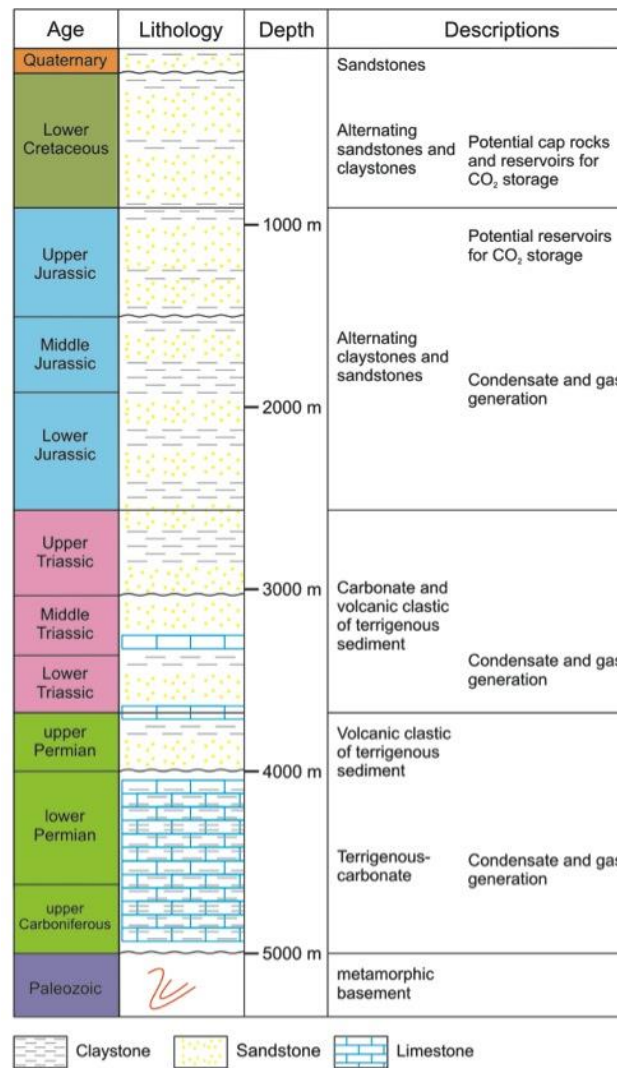 Age
Lithology
Depth
Descriptions
Quaternary
Sandstones
Lower
Cretaceous
Alternating
sandstones and
claystones
Potential cap rocks
and reservoirs for
CO₂ storage
1000 m
Upper
Jurassic
Potential reservoirs
for CO₂ storage
Middle
Jurassic
Alternating
claystones and
sandstones
Condensate and gas
generation
2000 m
Lower
Jurassic
Upper
Triassic
3000 m
Middle
Triassic
Carbonate and
volcanic clastic
of terrigenous
sediment
Lower
Triassic
Condensate and gas
generation
upper
Permian
Volcanic clastic
of terrigenous
sediment
4000 m
lower
Permian
Terrigenous-
carbonate
Condensate and gas
generation
upper
Carboniferous
5000 m
Paleozoic
metamorphic
basement
Claystone
Sandstone
Limestone